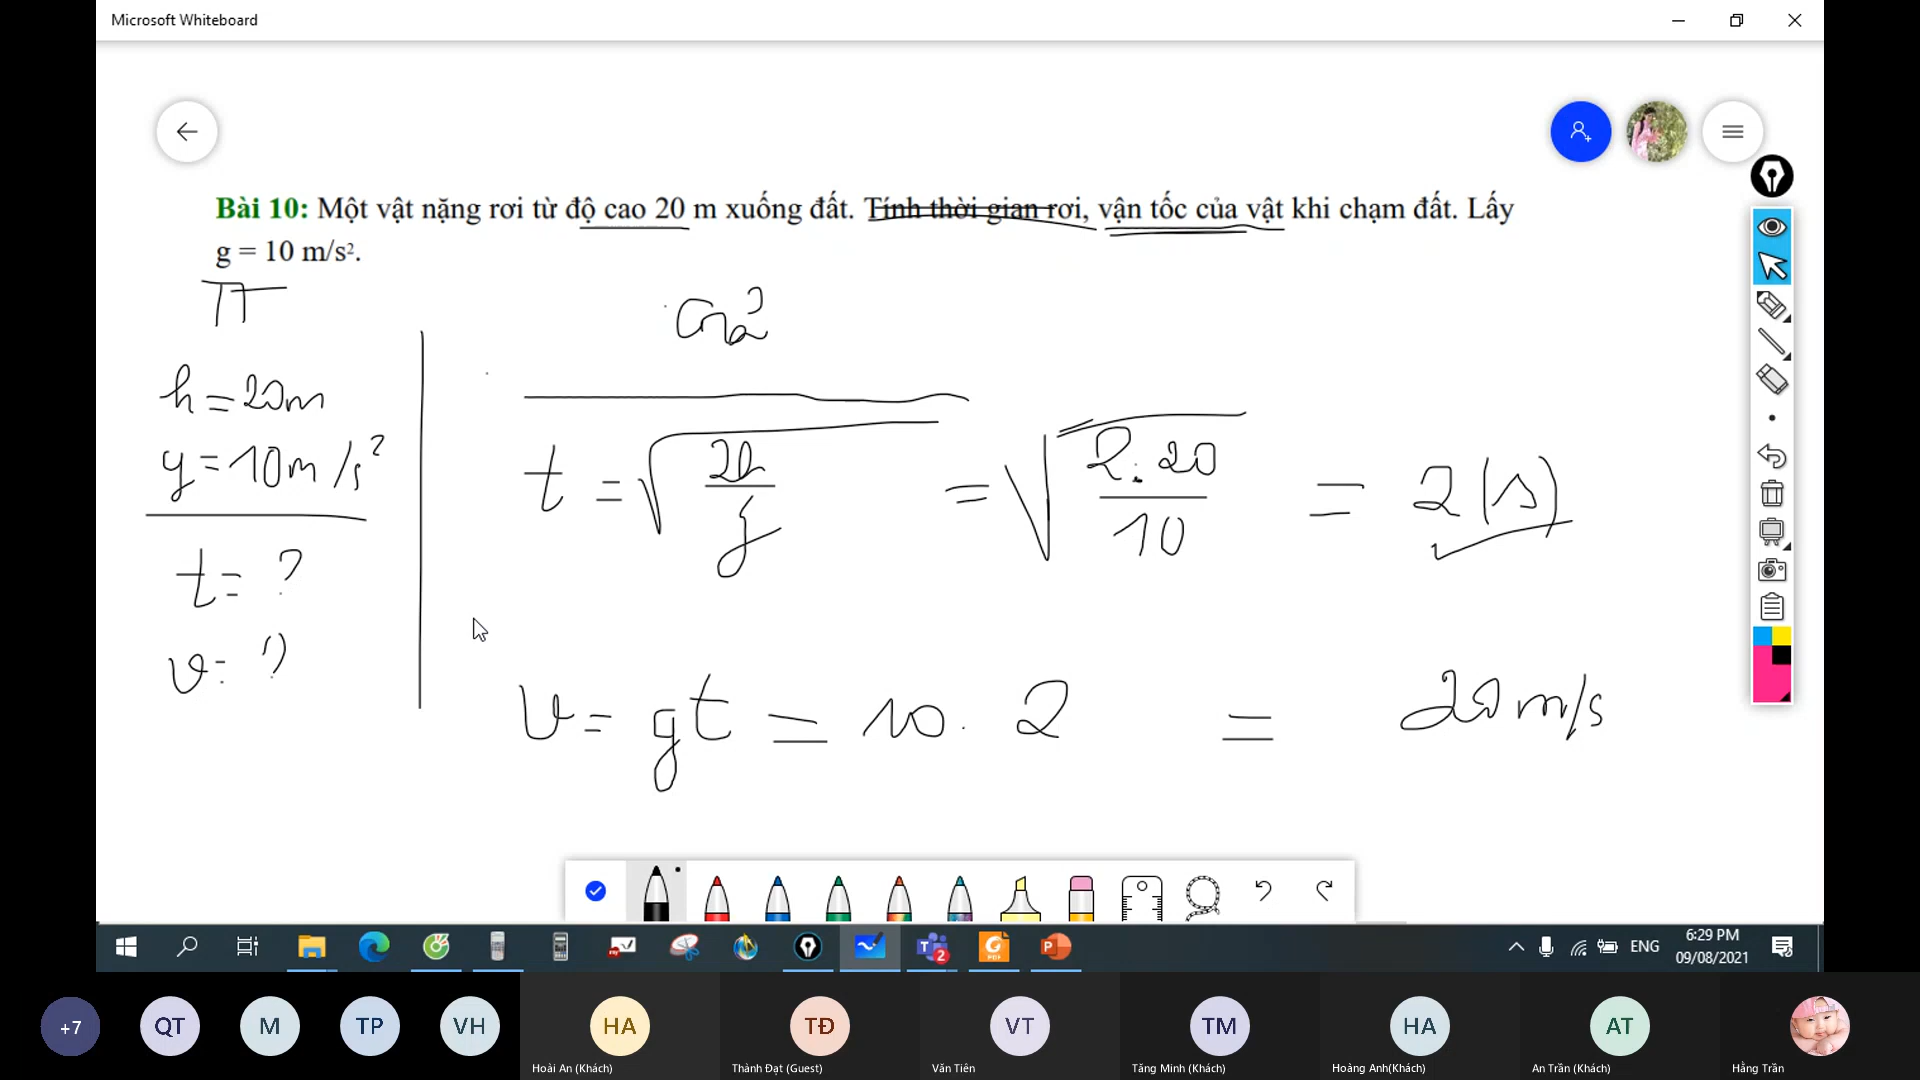 Microsoft Whiteboard
Bài 10: Một vật nặng rơi từ độ cao 20 m xuống đất. Tính thời gian rơi, vận tốc của vật khi chạm đất. Lấy
g = 10 m/s².
TT
h = 20m
g = 10m/s²
t = ?
v = ?
t = √(2h/g) = √(2.20/10) = 2(s)
v = gt = 10.2 = 20 m/s
2
ENG
6:29 PM
09/08/2021
+7
QT
M
TP
VH
HA
TĐ
VT
TM
HA
AT
Hoài An (Khách)
Thành Đạt (Guest)
Văn Tiên
Tăng Minh (Khách)
Hoàng Anh(Khách)
An Trần (Khách)
Hằng Trần